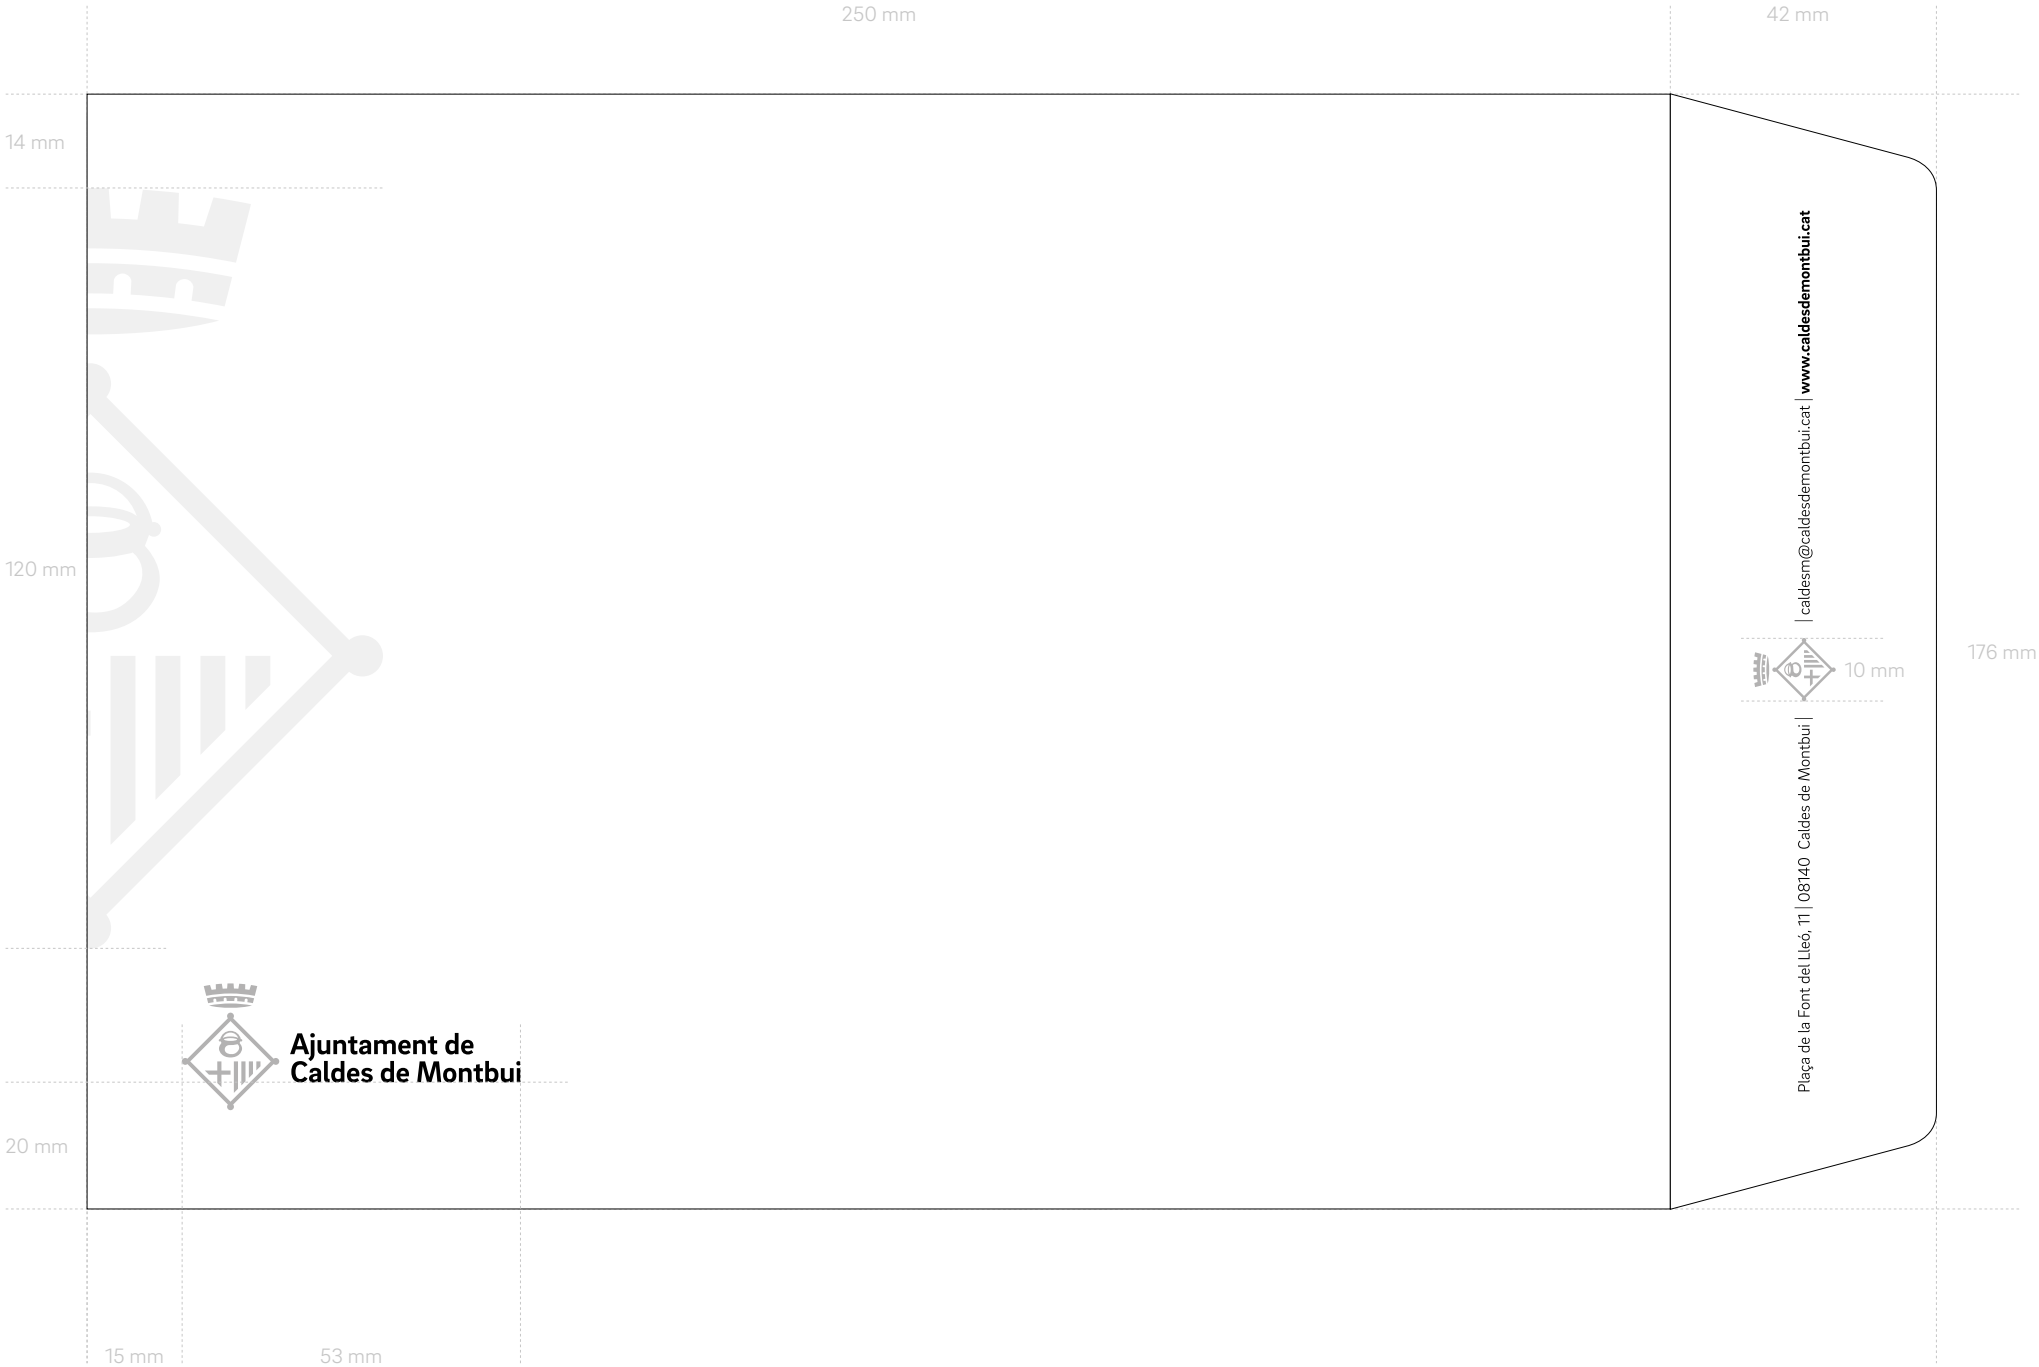 250 mm
42 mm
14 mm
120 mm
176 mm
20 mm
15 mm
53 mm
10 mm
Ajuntament de
Caldes de Montbui
Plaça de la Font del Lleó, 11 | 08140 Caldes de Montbui |
| caldesm@caldesdemontbui.cat | www.caldesdemontbui.cat